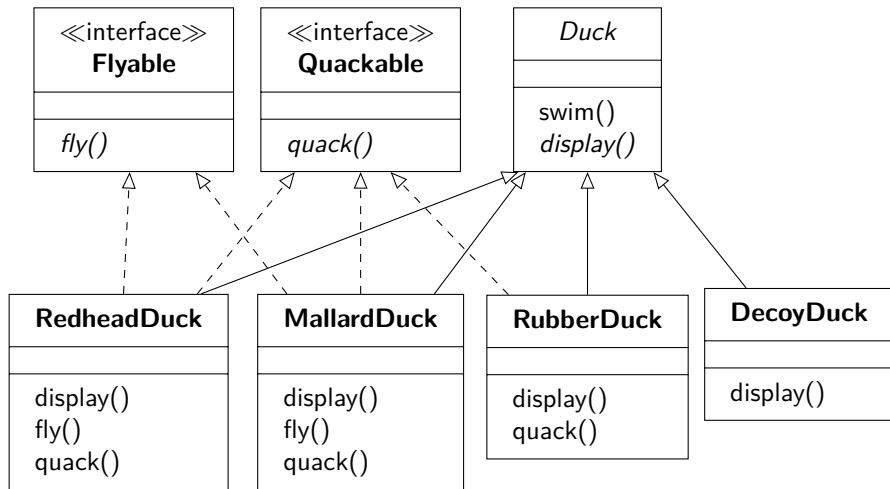 ≪interface≫
Flyable
fly()
≪interface≫
Quackable
quack()
Duck
swim()
display()
RedheadDuck
display()
fly()
quack()
MallardDuck
display()
fly()
quack()
RubberDuck
display()
quack()
DecoyDuck
display()